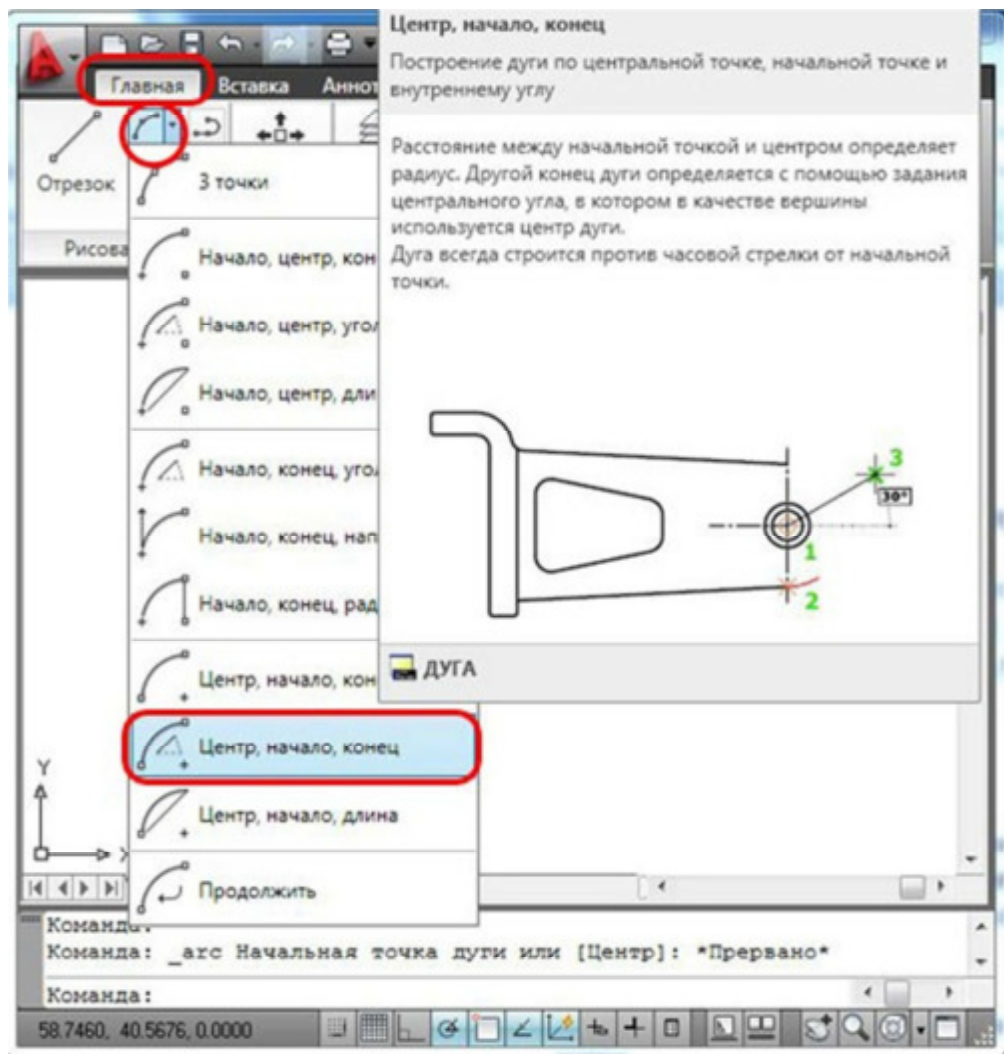 Центр, начало, конец
Построение дуги по центральной точке, начальной точке и
внутреннему углу
Главная Вставка Аннот
Расстояние между начальной точкой и центром определяет
радиус. Другой конец дуги определяется с помощью задания
центрального угла, в котором в качестве вершины
используется центр дуги.
Дуга всегда строится против часовой стрелки от начальной
точки.
Отрезок
Рисова
3 точки
Начало, центр, кон
Начало, центр, угол
Начало, центр, дли
Начало, конец, угол
Начало, конец, нап
Начало, конец, рад
Центр, начало, кон
Центр, начало, конец
Центр, начало, длина
Продолжить
3
30°
1
2
ДУГА
Y
X
Команда:
Команда: _arc Начальная точка дуги или [Центр]: *Прервано*
Команда:
58.7460, 40.5676, 0.0000